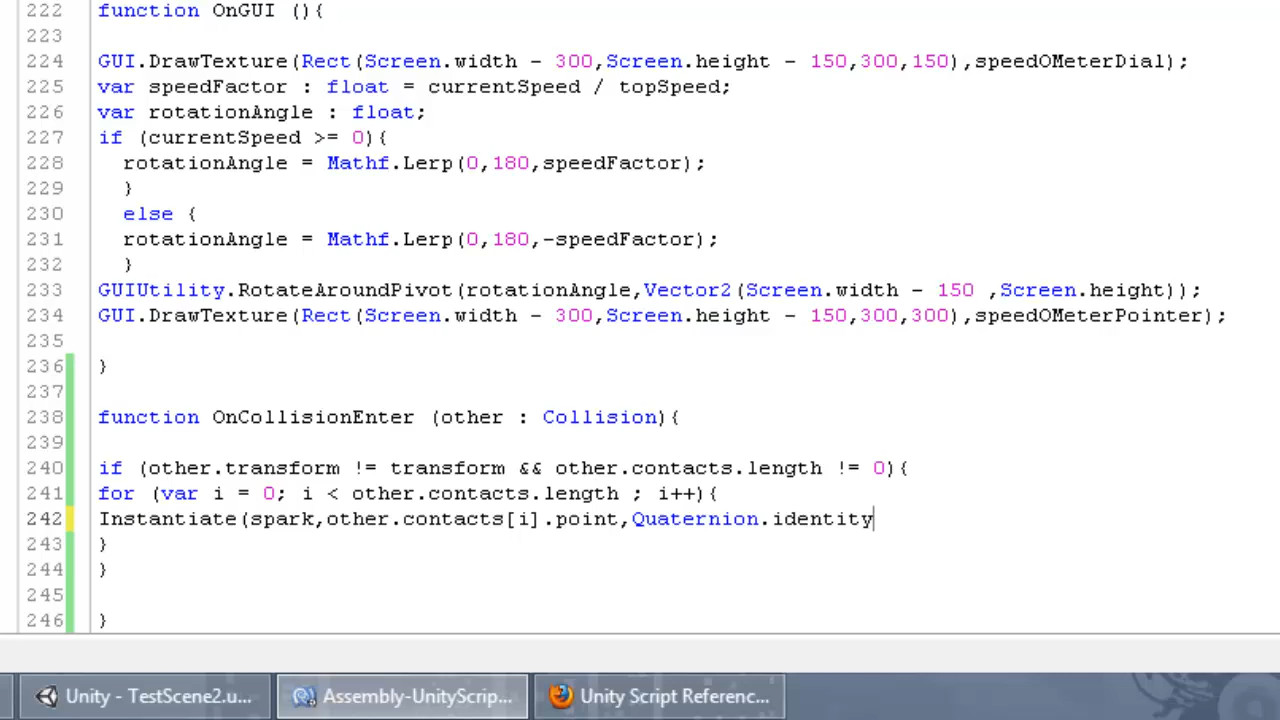 222 function OnGUI (){
223
224 GUI.DrawTexture(Rect(Screen.width - 300,Screen.height - 150,300,150),speedOMeterDial);
225 var speedFactor : float = currentSpeed / topSpeed;
226 var rotationAngle : float;
227 if (currentSpeed >= 0){
228 rotationAngle = Mathf.Lerp(0,180,speedFactor);
229 }
230 else {
231 rotationAngle = Mathf.Lerp(0,180,-speedFactor);
232 }
233 GUIUtility.RotateAroundPivot(rotationAngle,Vector2(Screen.width - 150 ,Screen.height));
234 GUI.DrawTexture(Rect(Screen.width - 300,Screen.height - 150,300,300),speedOMeterPointer);
235
236 }
237
238 function OnCollisionEnter (other : Collision){
239
240 if (other.transform != transform && other.contacts.length != 0){
241 for (var i = 0; i < other.contacts.length ; i++){
242 Instantiate(spark,other.contacts[i].point,Quaternion.identity
243 }
244 }
245
246 }
Unity - TestScene2.u... Assembly-UnityScrip... Unity Script Referenc...